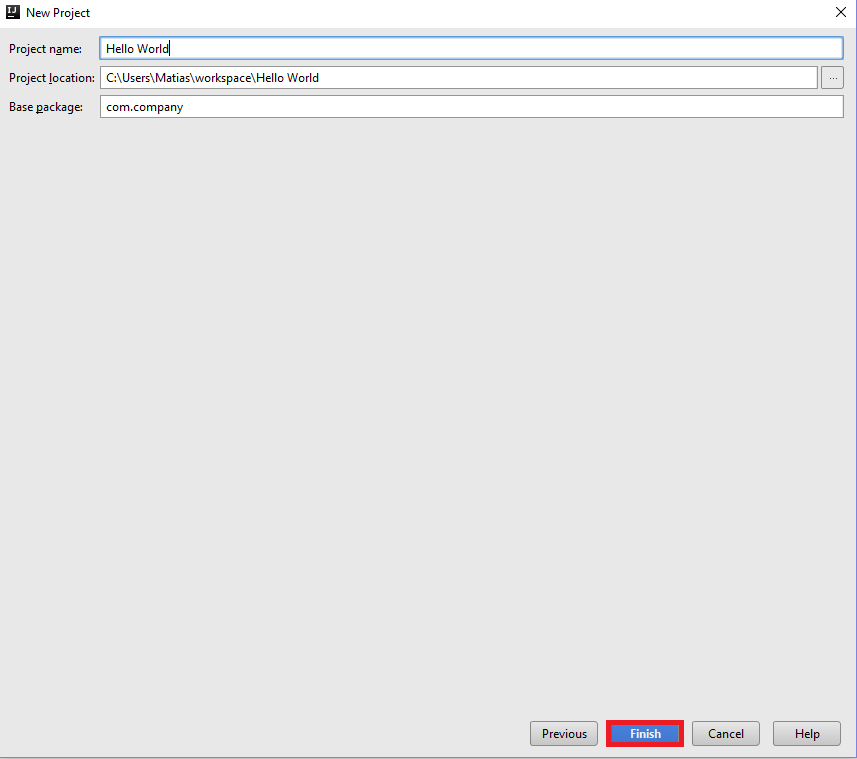 IJ New Project
Project name: Hello World
Project location: C:\Users\Matias\workspace\Hello World ...
Base package: com.company
Previous Finish Cancel Help